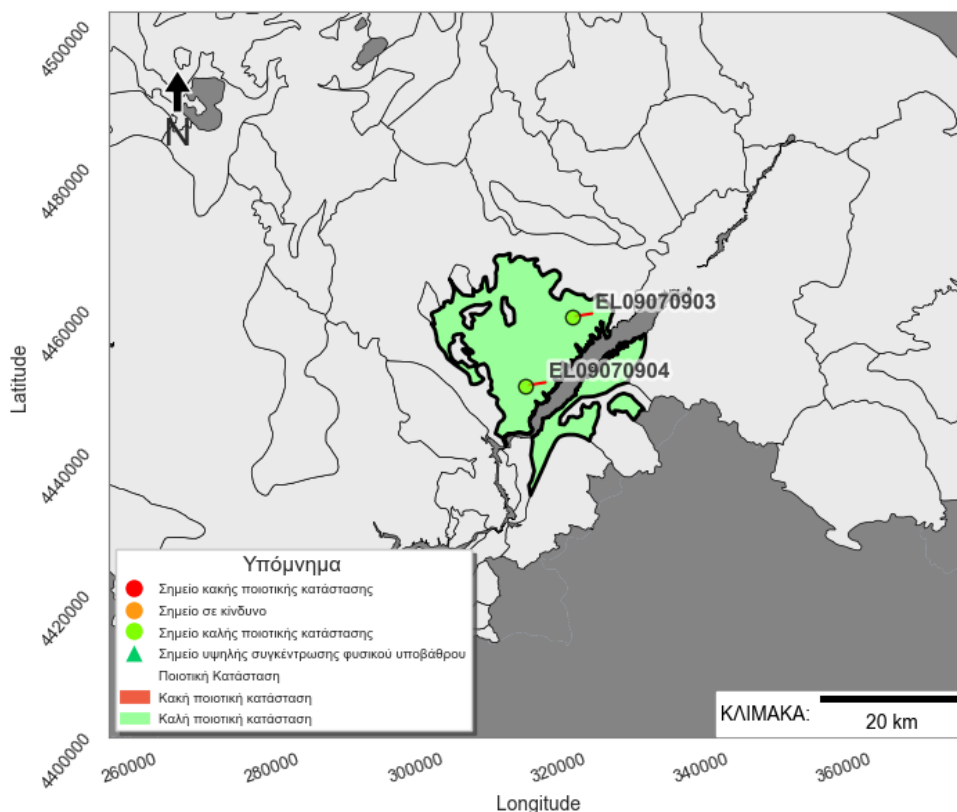 4500000
4480000
4460000
4440000
4420000
4400000
Latitude
N
EL09070903
EL09070904
Υπόμνημα
Σημείο κακής ποιοτικής κατάστασης
Σημείο σε κίνδυνο
Σημείο καλής ποιοτικής κατάστασης
Σημείο υψηλής συγκέντρωσης φυσικού υποβάθρου
Ποιοτική Κατάσταση
Κακή ποιοτική κατάσταση
Καλή ποιοτική κατάσταση
ΚΛΙΜΑΚΑ:
20 km
260000
280000
300000
320000
340000
360000
Longitude